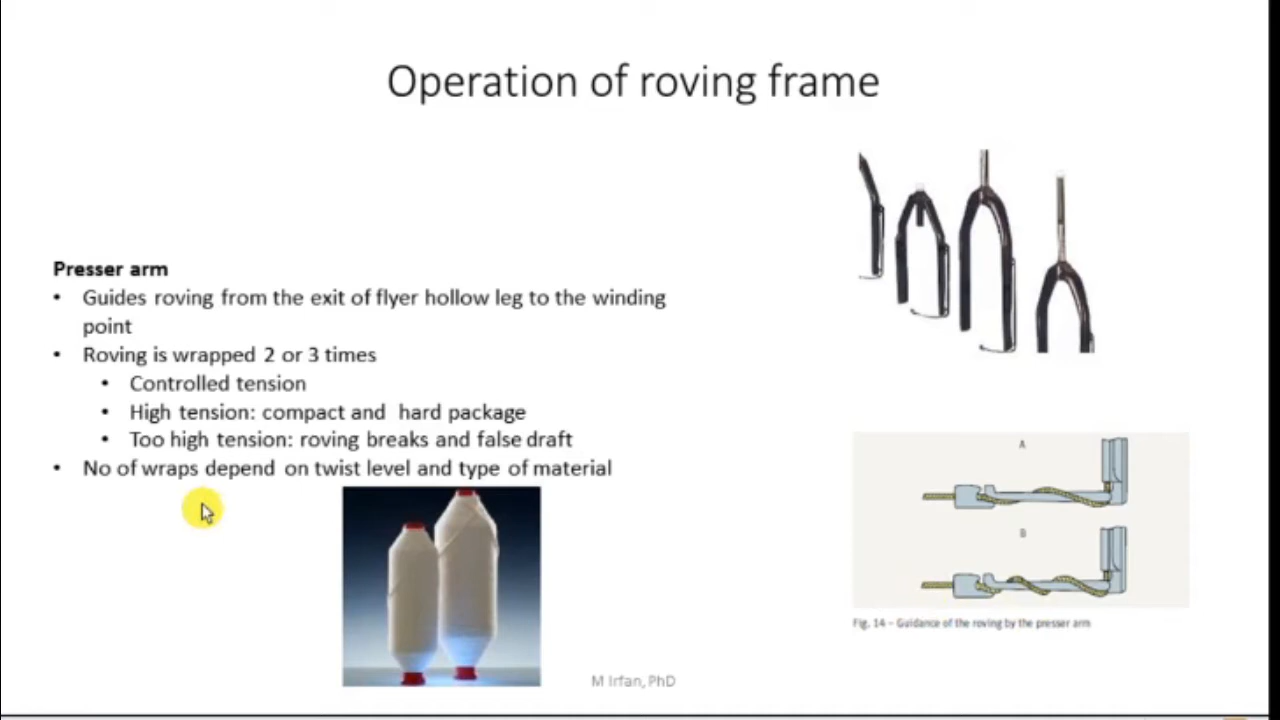 Operation of roving frame
Presser arm
• Guides roving from the exit of flyer hollow leg to the winding
point
• Roving is wrapped 2 or 3 times
• Controlled tension
• High tension: compact and hard package
• Too high tension: roving breaks and false draft
• No of wraps depend on twist level and type of material
A
B
Fig. 14 – Guidance of the roving by the presser arm
M Irfan, PhD